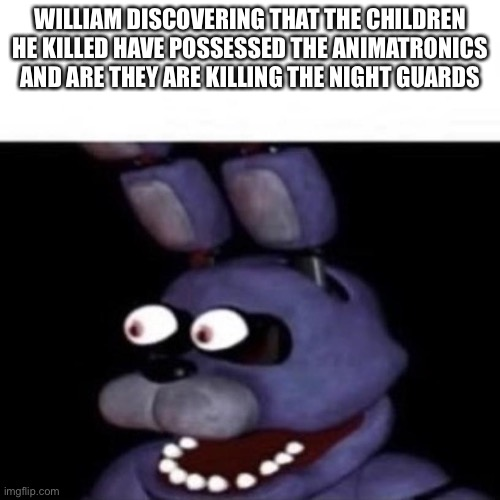 WILLIAM DISCOVERING THAT THE CHILDREN
HE KILLED HAVE POSSESSED THE ANIMATRONICS
AND ARE THEY ARE KILLING THE NIGHT GUARDS
imgflip.com